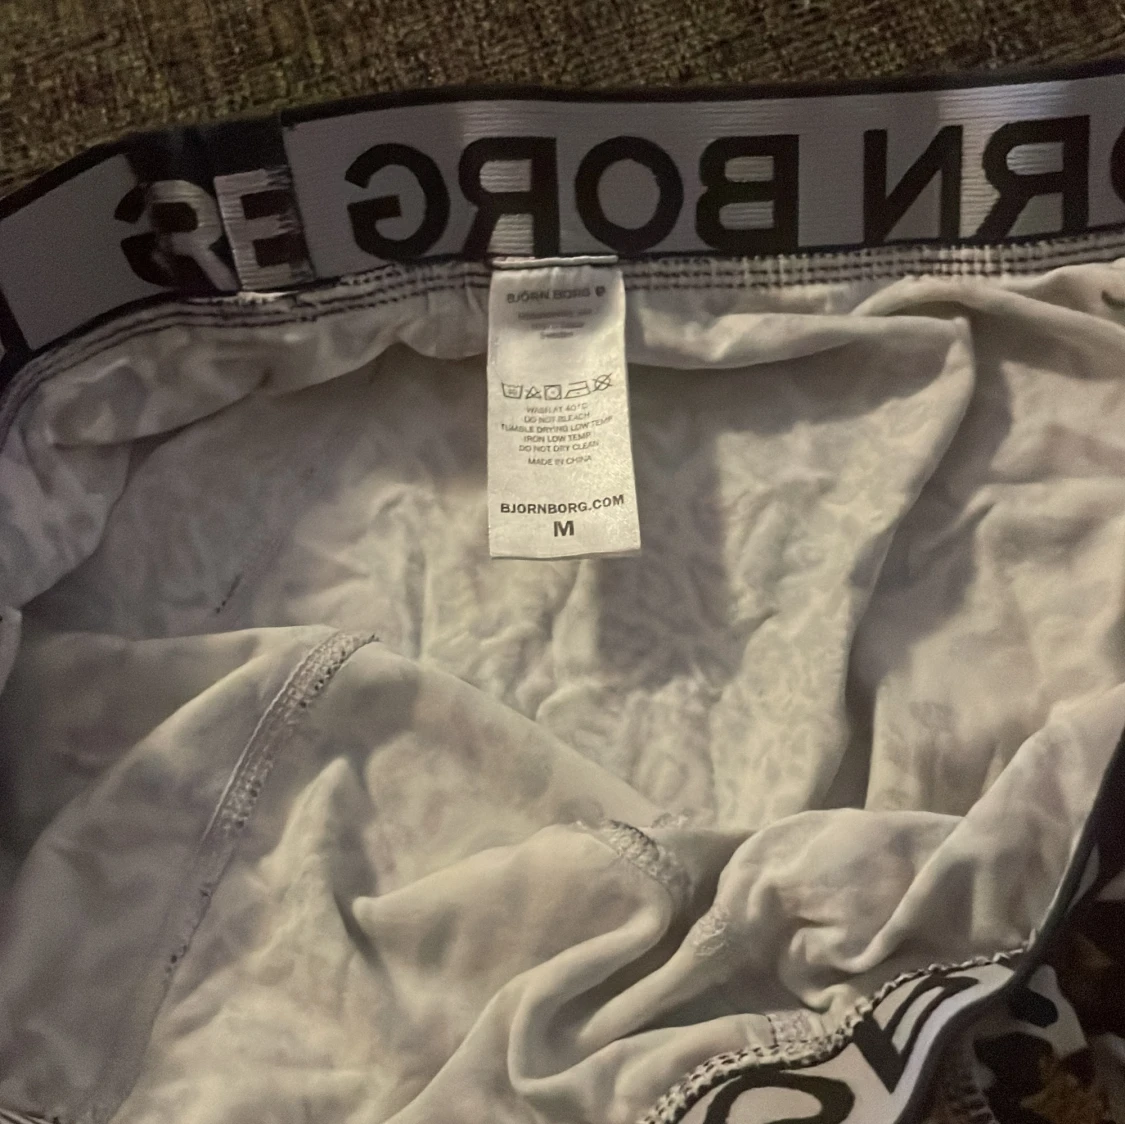 BJORN BORG
BJÖRN BORG
WASH AT 40°C
DO NOT BLEACH
TUMBLE DRYING LOW TEMP
IRON LOW TEMP
DO NOT DRY CLEAN
MADE IN CHINA
BJORNBORG.COM
M